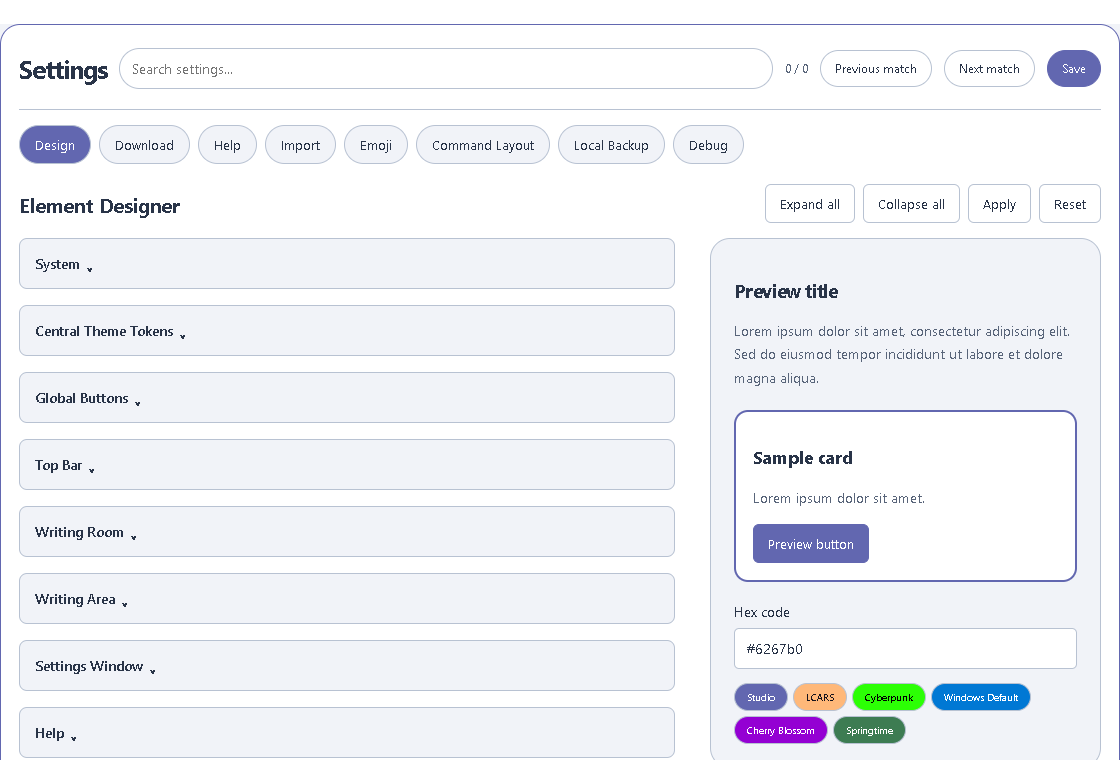 Settings
Search settings...
0 / 0
Previous match
Next match
Save
Design
Download
Help
Import
Emoji
Command Layout
Local Backup
Debug
Element Designer
Expand all
Collapse all
Apply
Reset
System
Central Theme Tokens
Global Buttons
Top Bar
Writing Room
Writing Area
Settings Window
Help
Preview title
Lorem ipsum dolor sit amet, consectetur adipiscing elit.
Sed do eiusmod tempor incididunt ut labore et dolore
magna aliqua.
Sample card
Lorem ipsum dolor sit amet.
Preview button
Hex code
#6267b0
Studio
LCARS
Cyberpunk
Windows Default
Cherry Blossom
Springtime